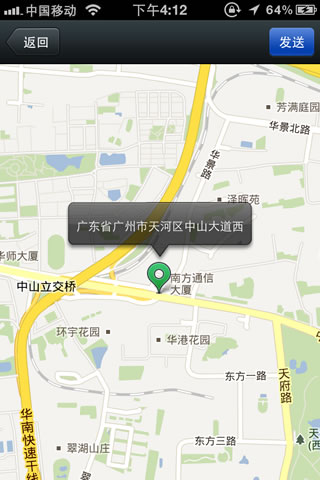 中国移动 下午4:12 64%
返回 发送
芳满庭园
华景北路
华景路
泽晖苑
广东省广州市天河区中山大道西
华师大厦
中山立交桥
南方通信
大厦
环宇花园
华港花园
东方一路
天府路
华南快速干线
东方三路
翠湖山庄
天